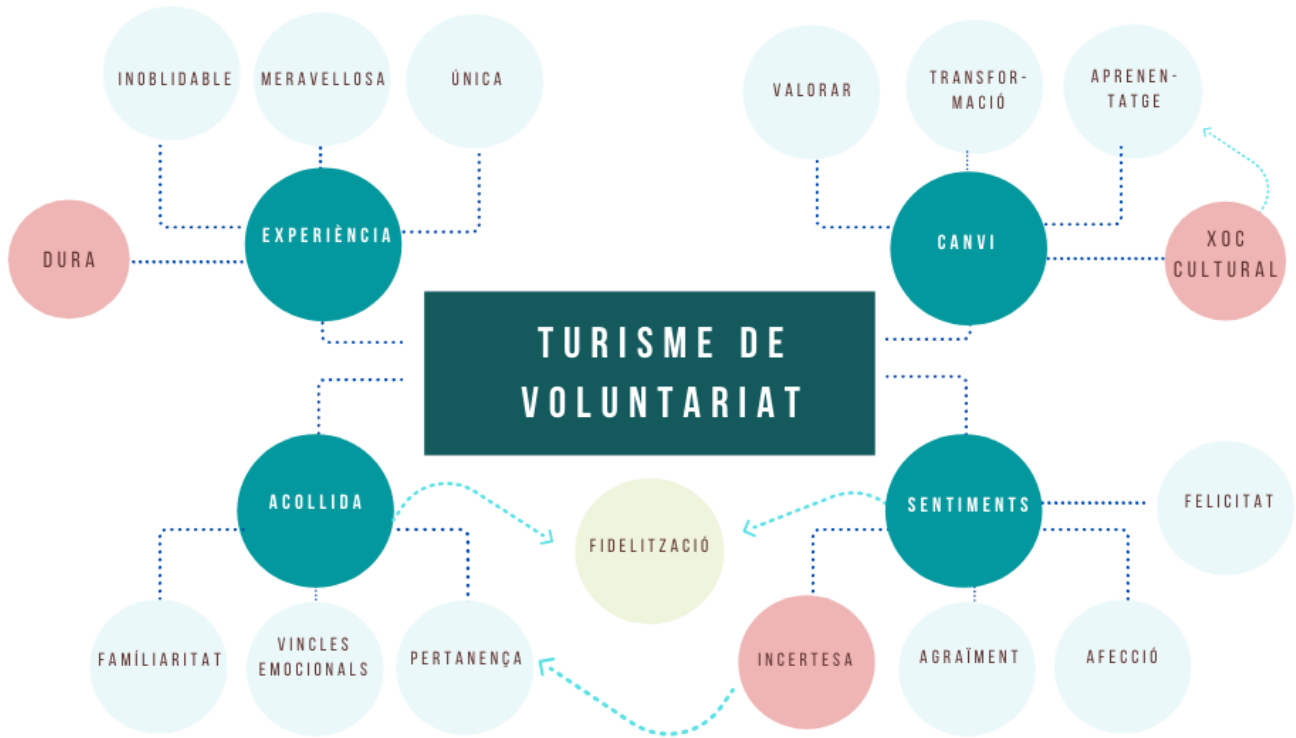 INOBLIDABLE
MERAVELLOSA
ÚNICA
VALORAR
TRANSFOR-
MACIÓ
APRENEN-
TATGE
DURA
EXPERIÈNCIA
CANVI
XOC
CULTURAL
TURISME DE
VOLUNTARIAT
ACOLLIDA
FIDELITZACIÓ
SENTIMENTS
FELICITAT
FAMÍLIARITAT
VINCLES
EMOCIONALS
PERTANENÇA
INCERTESA
AGRAÏMENT
AFECCIÓ